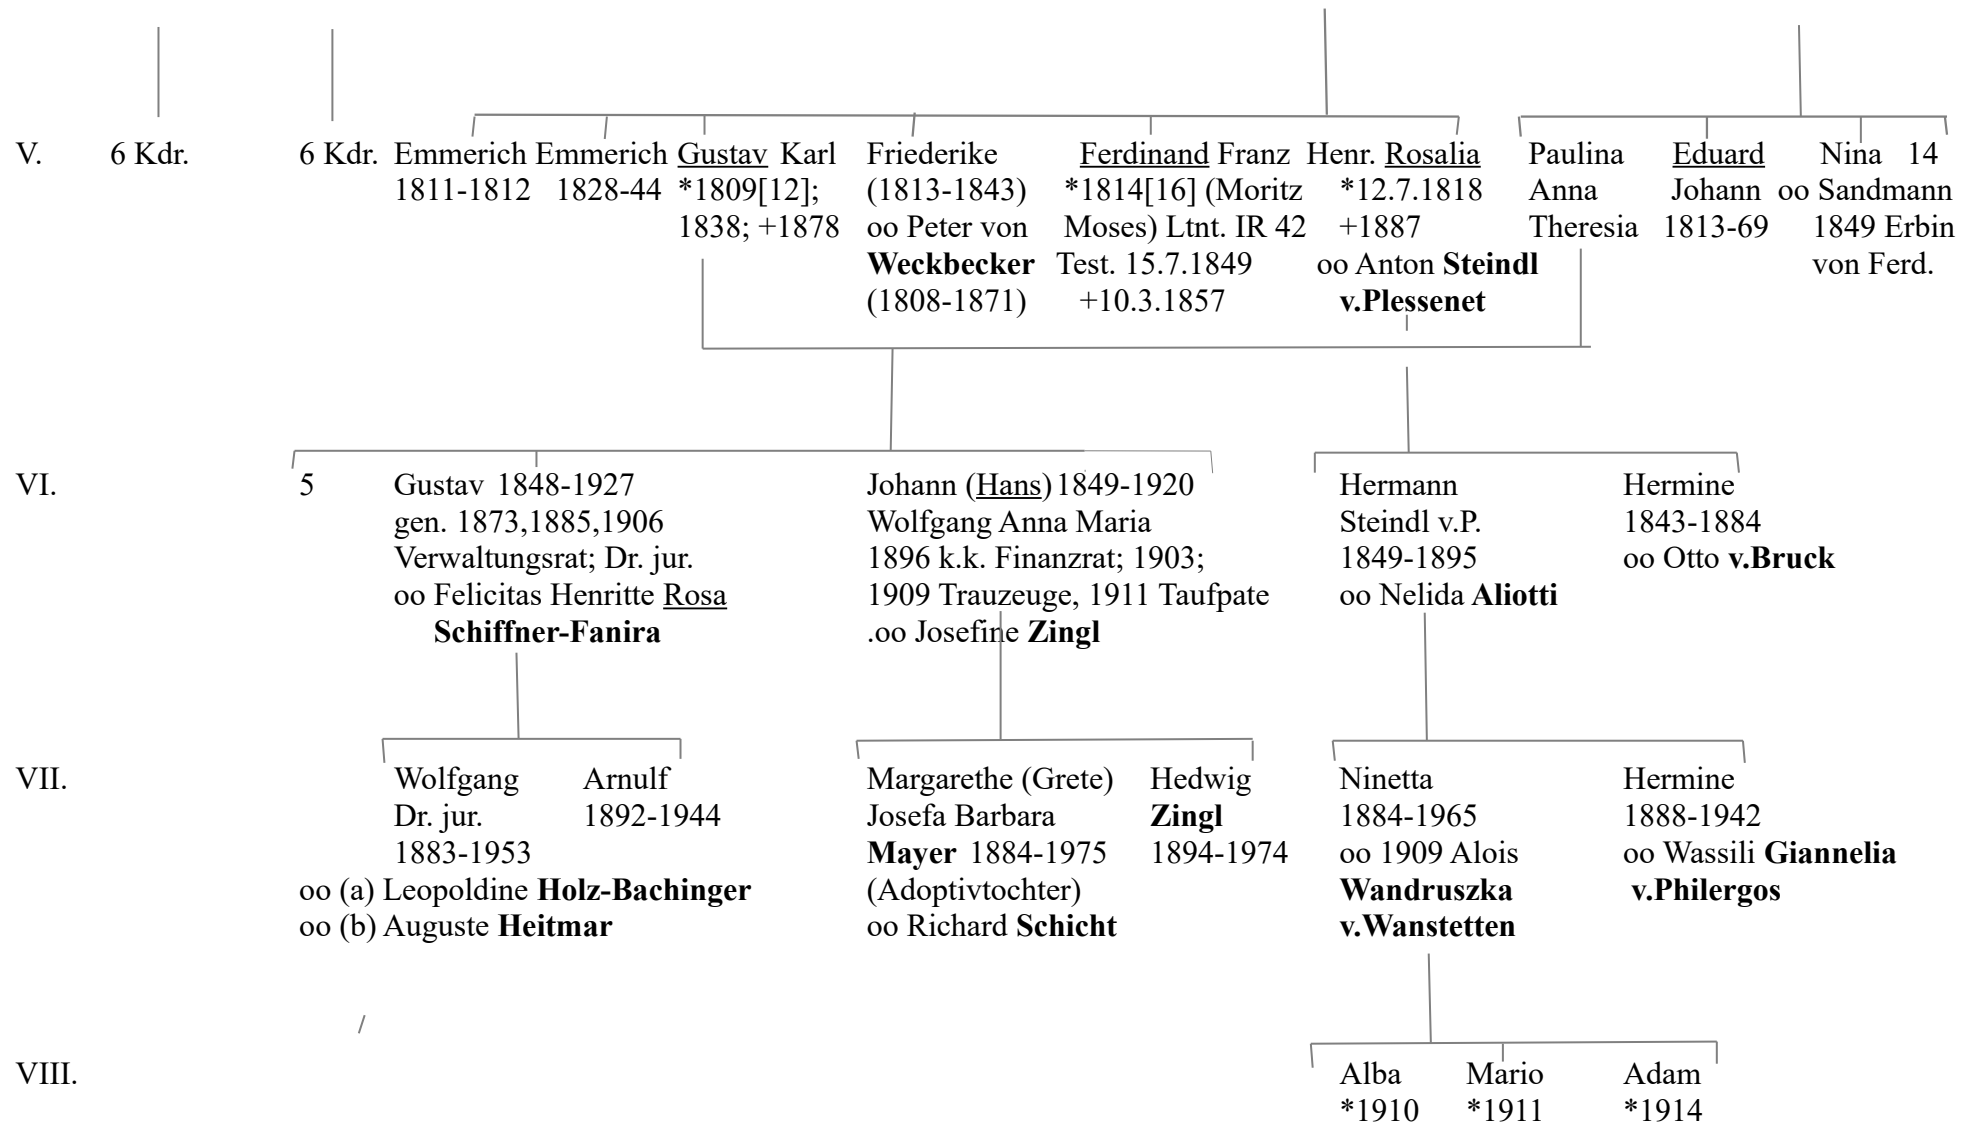 V. 6 Kdr. 6 Kdr. Emmerich Emmerich Gustav Karl Friederike Ferdinand Franz Henr. Rosalia Paulina Eduard Nina 14
1811-1812 1828-44 *1809[12]; (1813-1843) *1814[16] (Moritz *12.7.1818 Anna Johann oo Sandmann
1838; +1878 oo Peter von Moses) Ltnt. IR 42 +1887 Theresia 1813-69 1849 Erbin
Weckbecker Test. 15.7.1849 oo Anton Steindl von Ferd.
(1808-1871) +10.3.1857 v.Plessenet
VI. 5 Gustav 1848-1927 Johann (Hans) 1849-1920 Hermann Hermine
gen. 1873,1885,1906 Wolfgang Anna Maria Steindl v.P. 1843-1884
Verwaltungsrat; Dr. jur. 1896 k.k. Finanzrat; 1903; 1849-1895 oo Otto v.Bruck
oo Felicitas Henritte Rosa 1909 Trauzeuge, 1911 Taufpate oo Nelida Aliotti
Schiffner-Fanira .oo Josefine Zingl
VII. Wolfgang Arnulf Margarethe (Grete) Hedwig Ninetta Hermine
Dr. jur. 1892-1944 Josefa Barbara Zingl 1884-1965 1888-1942
1883-1953 Mayer 1884-1975 1894-1974 oo 1909 Alois oo Wassili Giannelia
oo (a) Leopoldine Holz-Bachinger (Adoptivtochter) Wandruszka v.Philergos
oo (b) Auguste Heitmar oo Richard Schicht v.Wanstetten
VIII. Alba Mario Adam
*1910 *1911 *1914